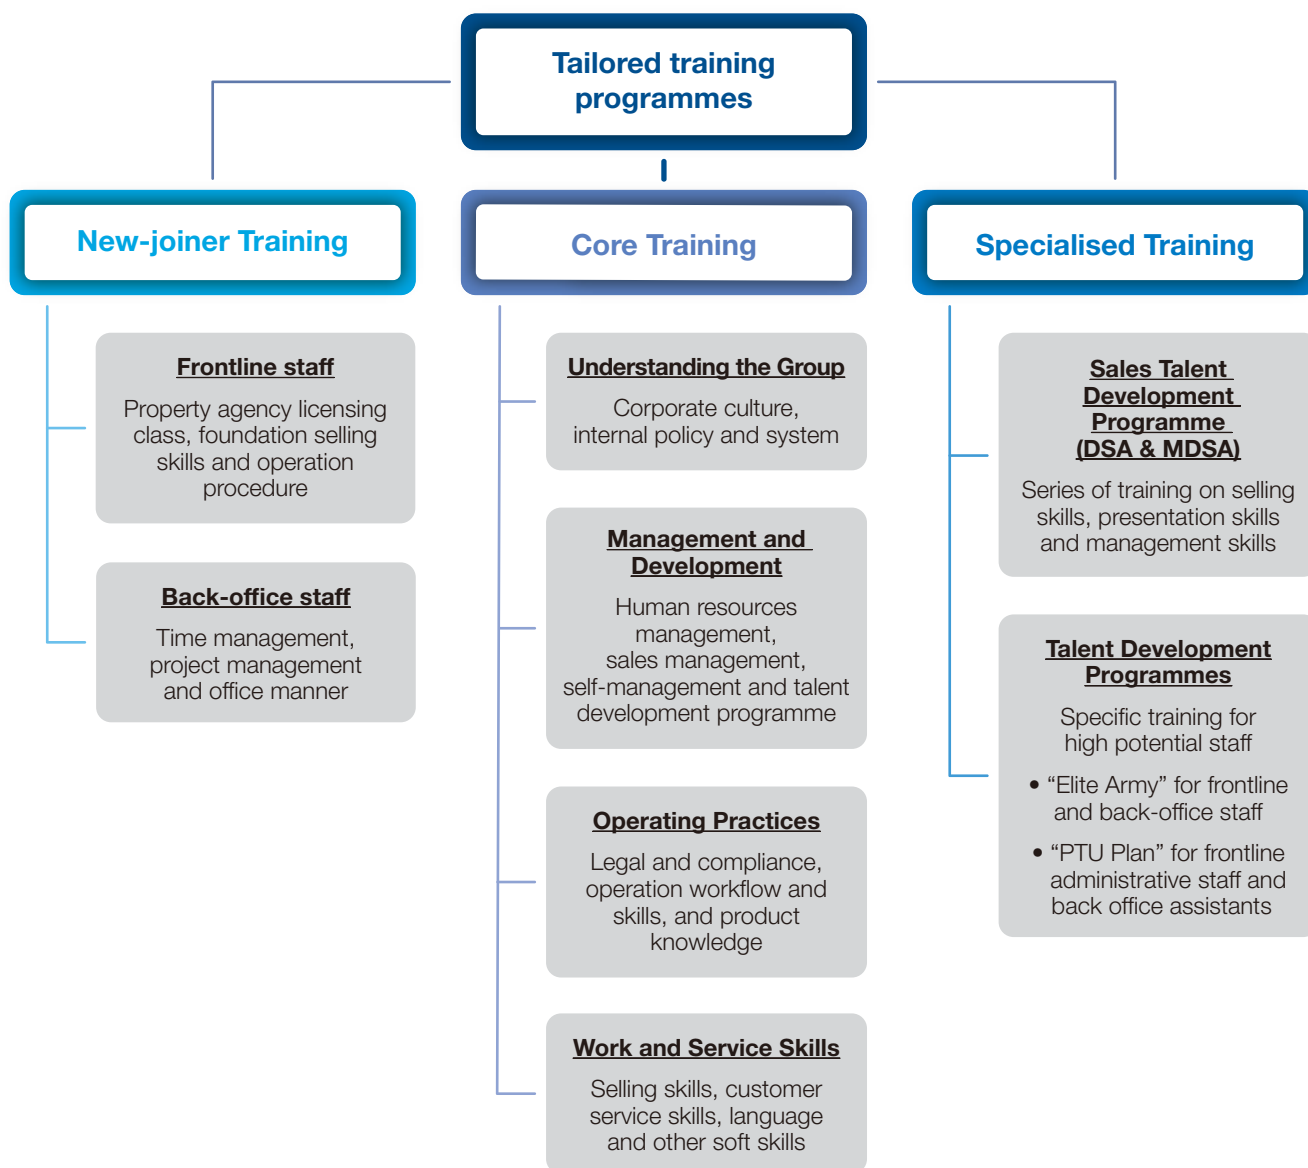 Tailored training
programmes
New-joiner Training
Frontline staff
Property agency licensing
class, foundation selling
skills and operation
procedure
Back-office staff
Time management,
project management
and office manner
Core Training
Understanding the Group
Corporate culture,
internal policy and system
Management and
Development
Human resources
management,
sales management,
self-management and talent
development programme
Operating Practices
Legal and compliance,
operation workflow and
skills, and product
knowledge
Work and Service Skills
Selling skills, customer
service skills, language
and other soft skills
Specialised Training
Sales Talent
Development
Programme
(DSA & MDSA)
Series of training on selling
skills, presentation skills
and management skills
Talent Development
Programmes
Specific training for
high potential staff
• “Elite Army” for frontline
and back-office staff
• “PTU Plan” for frontline
administrative staff and
back office assistants